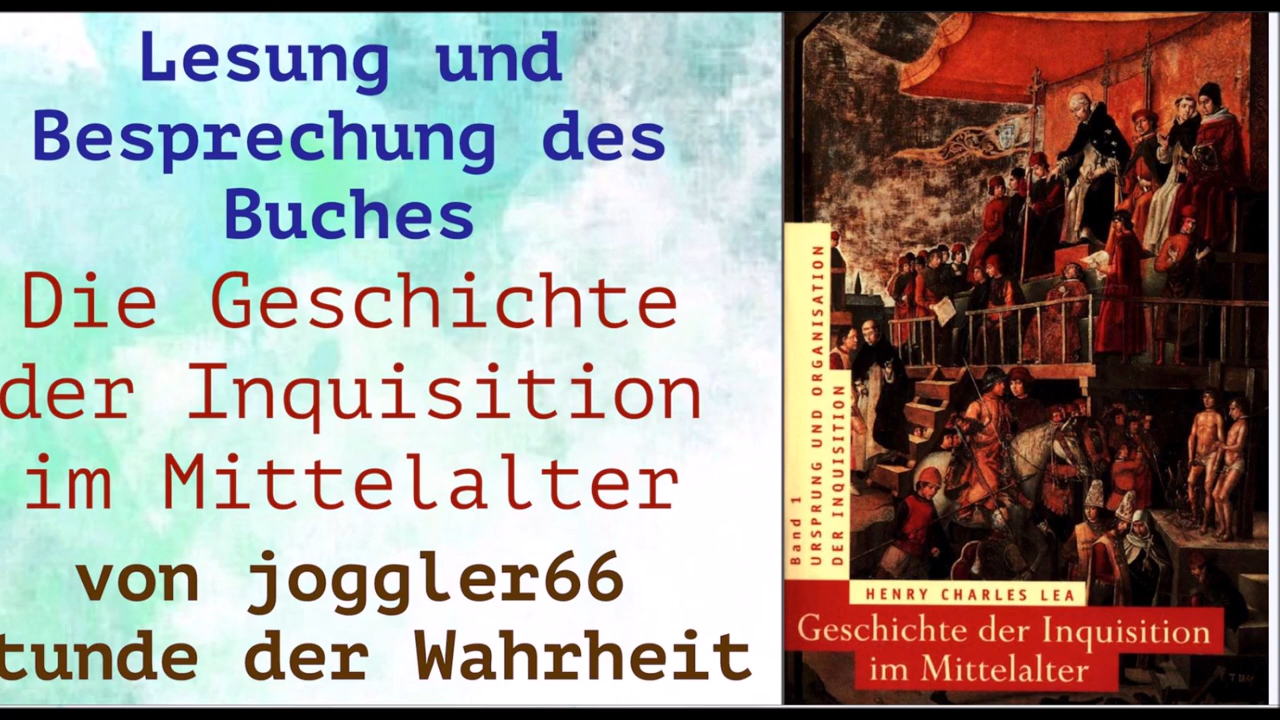 Lesung und
Besprechung des
Buches
Die Geschichte
der Inquisition
im Mittelalter
von joggler66
tunde der Wahrheit
Band 1
URSPRUNG UND ORGANISATION
DER INQUISITION
HENRY CHARLES LEA
Geschichte der Inquisition
im Mittelalter